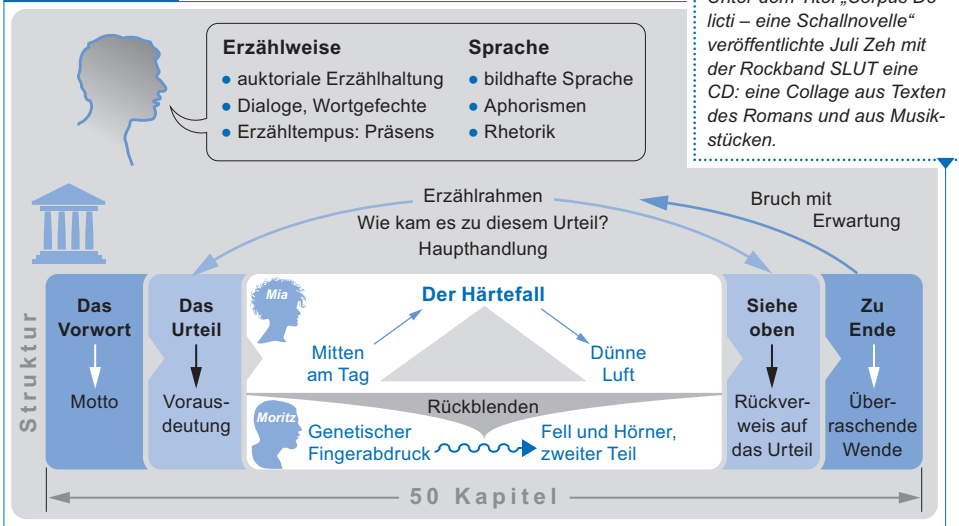 Unter dem Titel „Corpus De-
licti – eine Schallnovelle“
veröffentlichte Juli Zeh mit
der Rockband SLUT eine
CD: eine Collage aus Texten
des Romans und aus Musik-
stücken.
Erzählweise
• auktoriale Erzählhaltung
• Dialoge, Wortgefechte
• Erzähltempus: Präsens
Sprache
• bildhafte Sprache
• Aphorismen
• Rhetorik
Erzählrahmen
Wie kam es zu diesem Urteil?
Haupthandlung
Bruch mit
Erwartung
Struktur
Das
Vorwort
Motto
Das
Urteil
Voraus-
deutung
Mia
Der Härtefall
Mitten
am Tag
Dünne
Luft
Rückblenden
Moritz
Genetischer
Fingerabdruck
Fell und Hörner,
zweiter Teil
Siehe
oben
Rückver-
weis auf
das Urteil
Zu
Ende
Über-
raschende
Wende
50 Kapitel